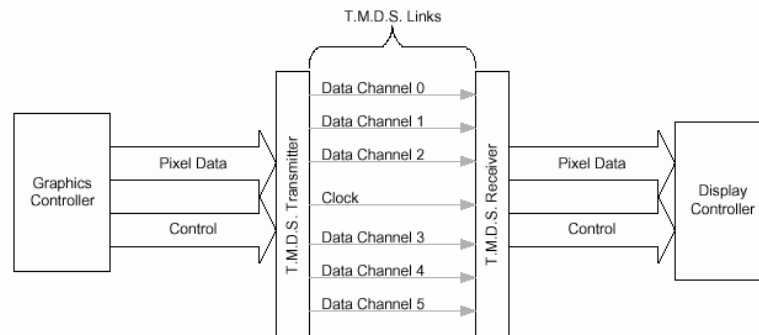 T.M.D.S. Links
Graphics
Controller
Pixel Data
Control
T.M.D.S. Transmitter
Data Channel 0
Data Channel 1
Data Channel 2
Clock
Data Channel 3
Data Channel 4
Data Channel 5
T.M.D.S. Receiver
Pixel Data
Control
Display
Controller